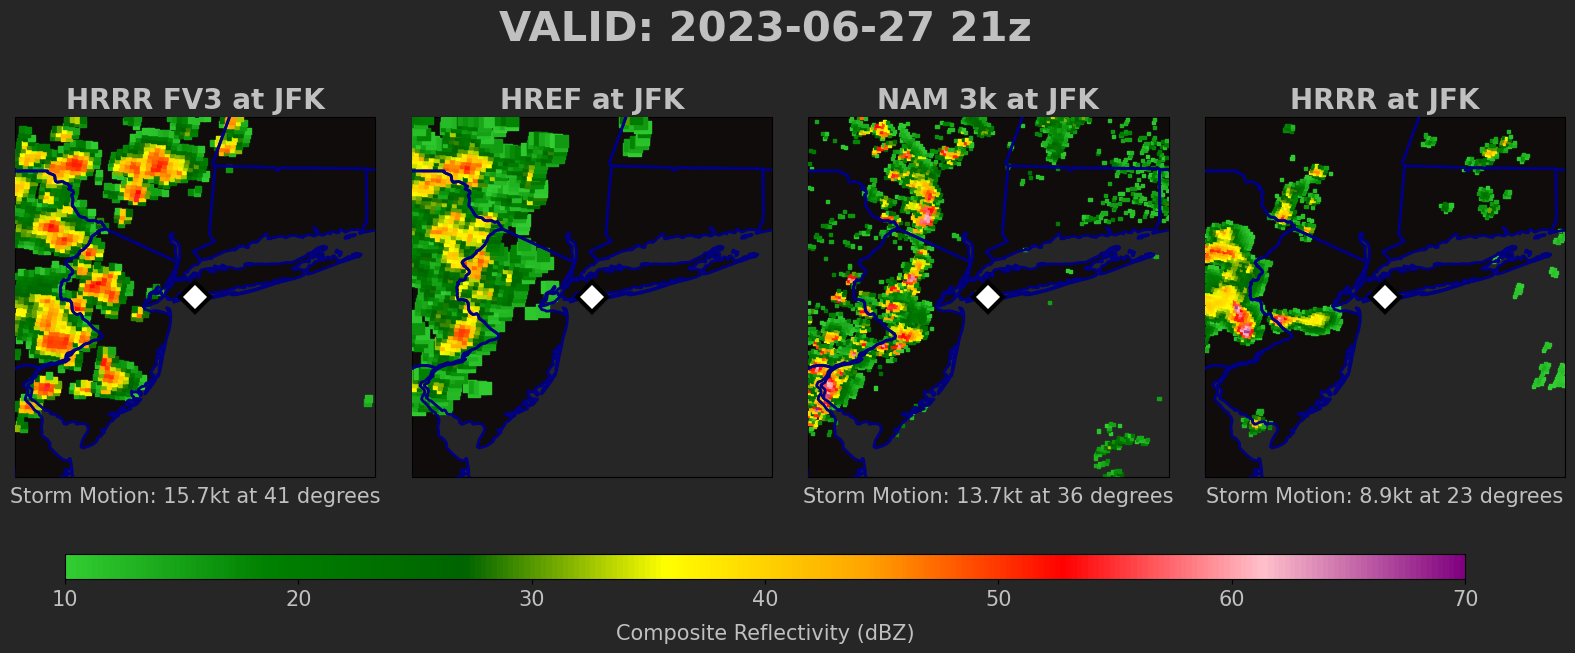 VALID: 2023-06-27 21z
HRRR FV3 at JFK
HREF at JFK
NAM 3k at JFK
HRRR at JFK
Storm Motion: 15.7kt at 41 degrees
Storm Motion: 13.7kt at 36 degrees
Storm Motion: 8.9kt at 23 degrees
10 20 30 40 50 60 70
Composite Reflectivity (dBZ)